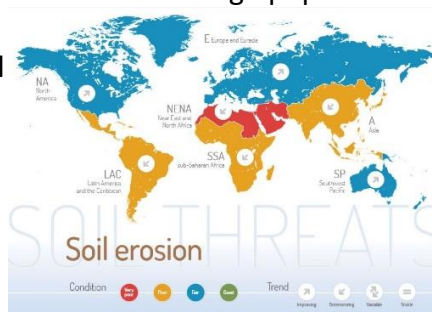 E Europe and Eurasia
NA
North
America
NENA
Near East and
North Africa
A
Asia
SSA
sub-Saharan Africa
LAC
Latin America
and the Caribbean
SP
Southwest
Pacific
SOIL THREATS
Soil erosion
Condition
Very
poor
Poor
Fair
Good
Trend
Improving
Deteriorating
Variable
Stable